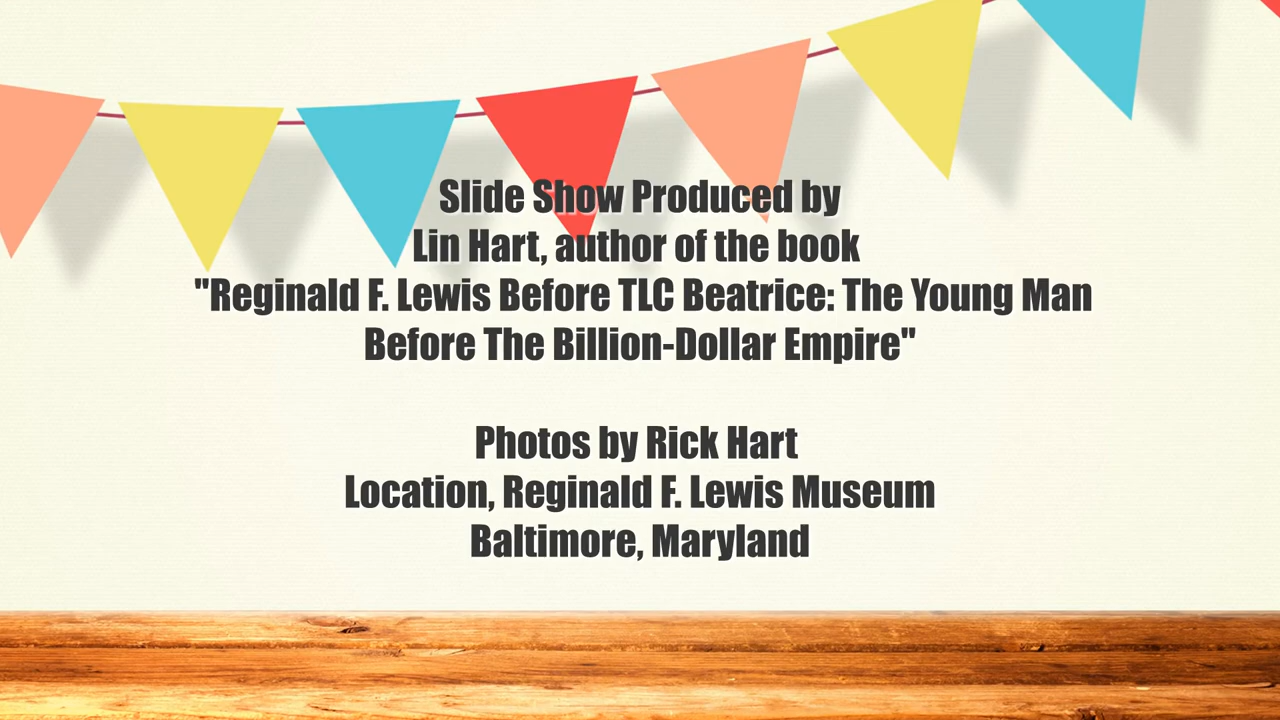 Slide Show Produced by
Lin Hart, author of the book
"Reginald F. Lewis Before TLC Beatrice: The Young Man
Before The Billion-Dollar Empire"
Photos by Rick Hart
Location, Reginald F. Lewis Museum
Baltimore, Maryland